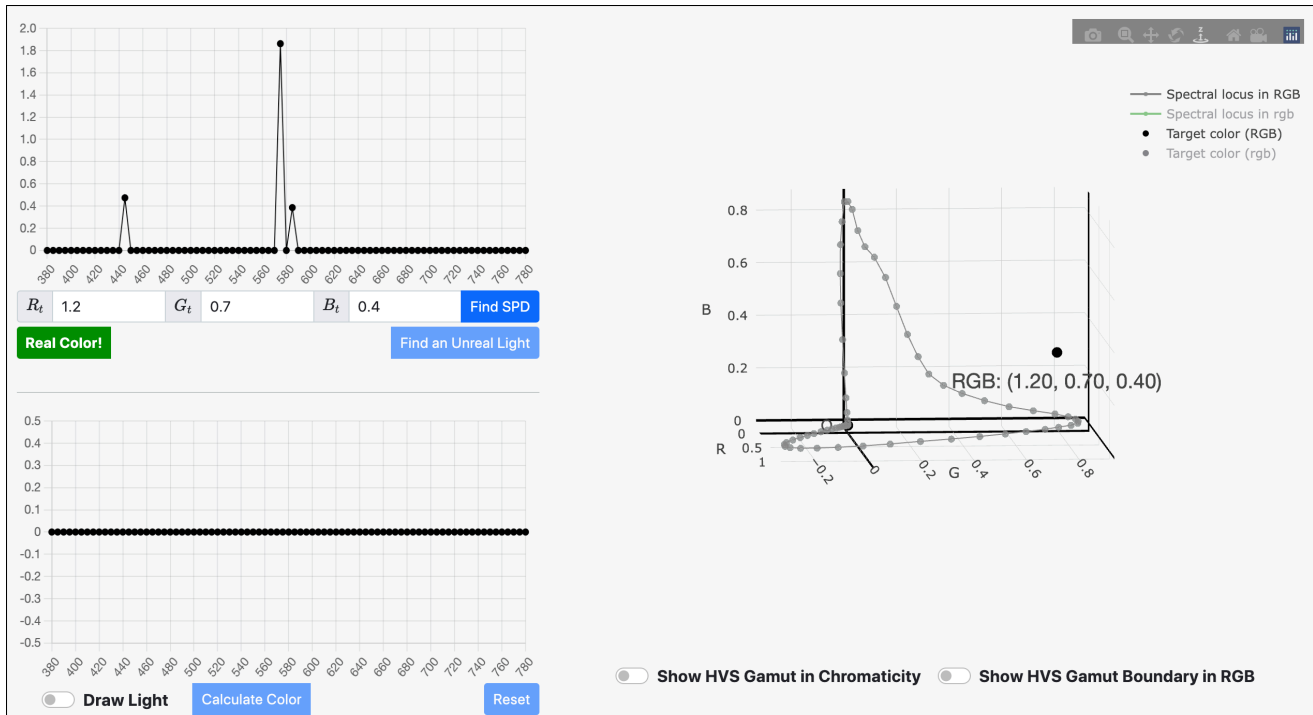 2.0
1.8
1.6
1.4
1.2
1.0
0.8
0.6
0.4
0.2
0
380 400 420 440 460 480 500 520 540 560 580 600 620 640 660 680 700 720 740 760 780
Rt 1.2 Gt 0.7 Bt 0.4 Find SPD
Real Color! Find an Unreal Light
0.5
0.4
0.3
0.2
0.1
0
-0.1
-0.2
-0.3
-0.4
-0.5
380 400 420 440 460 480 500 520 540 560 580 600 620 640 660 680 700 720 740 760 780
Draw Light Calculate Color Reset
z
Spectral locus in RGB
Spectral locus in rgb
Target color (RGB)
Target color (rgb)
0.8
0.6
B 0.4
0.2
RGB: (1.20, 0.70, 0.40)
0
0
R 0.5
1
−0.2 0 0.2 G 0.4 0.6 0.8
Show HVS Gamut in Chromaticity Show HVS Gamut Boundary in RGB